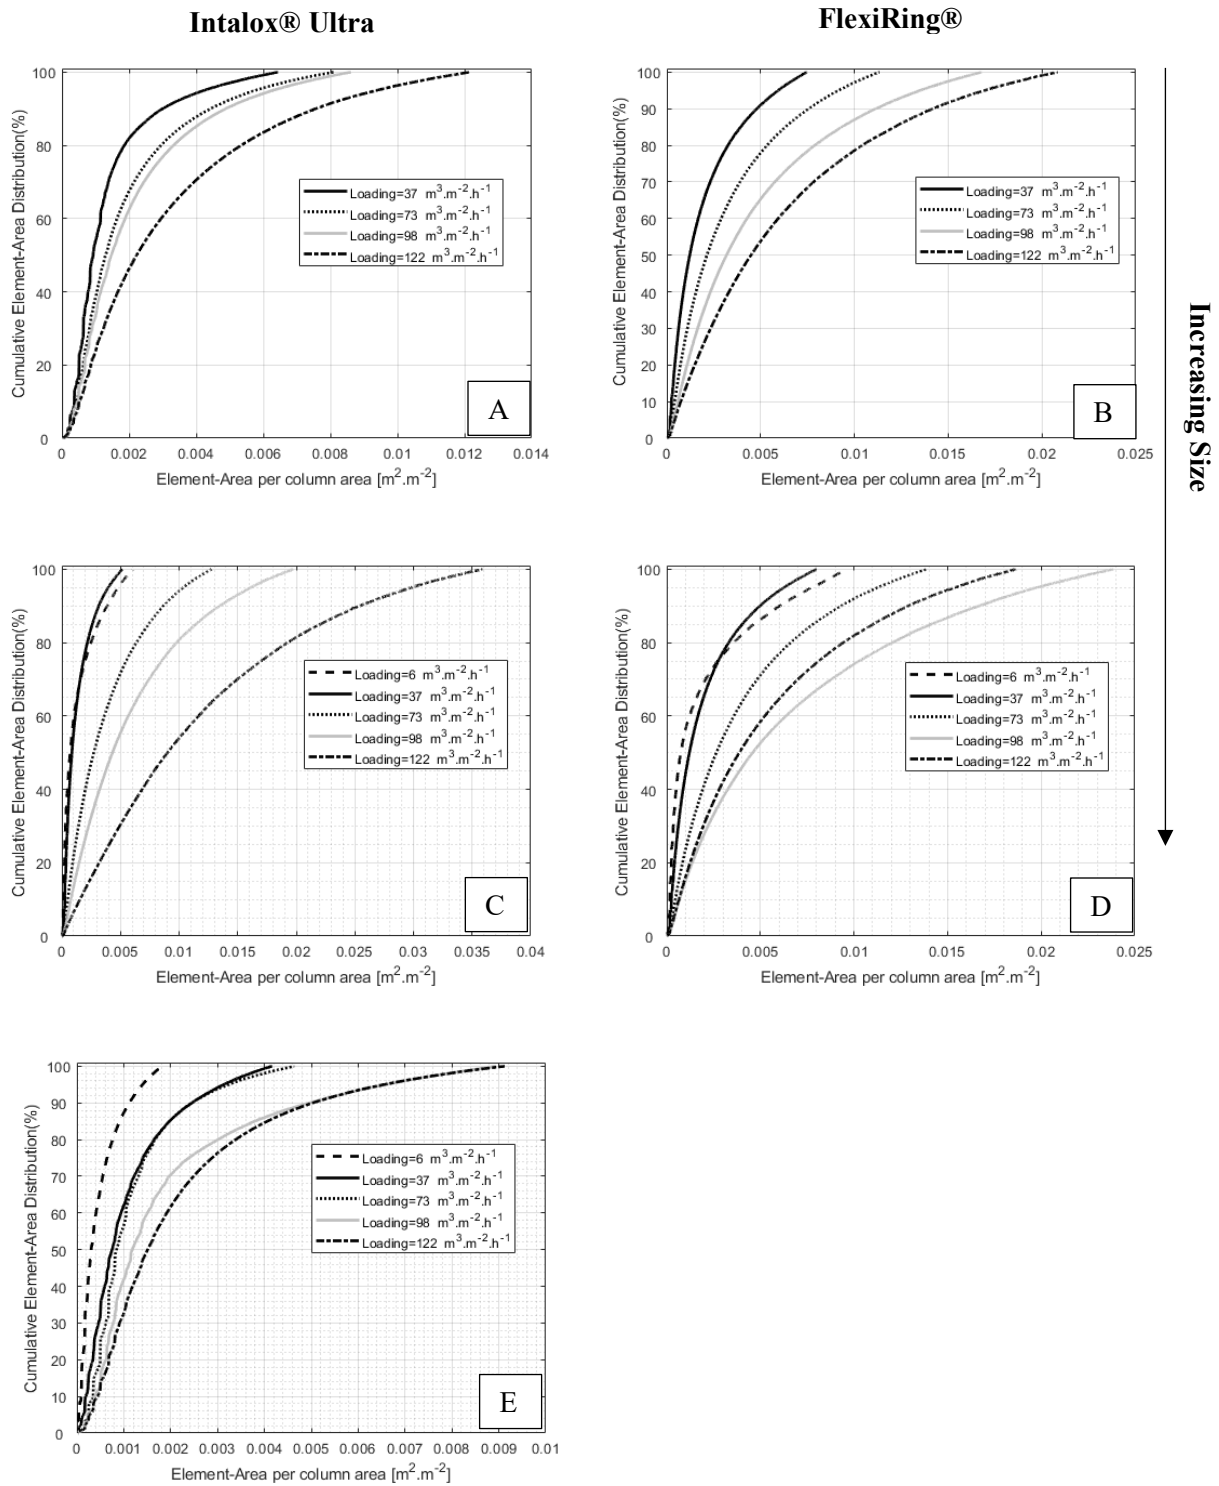 Intalox® Ultra
FlexiRing®
Cumulative Element-Area Distribution(%)
100
80
60
40
20
0
Loading=37 m³.m⁻².h⁻¹
Loading=73 m³.m⁻².h⁻¹
Loading=98 m³.m⁻².h⁻¹
Loading=122 m³.m⁻².h⁻¹
A
0 0.002 0.004 0.006 0.008 0.01 0.012 0.014
Element-Area per column area [m².m⁻²]
Cumulative Element-Area Distribution(%)
100
90
80
70
60
50
40
30
20
10
0
Loading=37 m³.m⁻².h⁻¹
Loading=73 m³.m⁻².h⁻¹
Loading=98 m³.m⁻².h⁻¹
Loading=122 m³.m⁻².h⁻¹
B
0 0.005 0.01 0.015 0.02 0.025
Element-Area per column area [m².m⁻²]
Increasing Size
Cumulative Element-Area Distribution(%)
100
80
60
40
20
0
Loading=6 m³.m⁻².h⁻¹
Loading=37 m³.m⁻².h⁻¹
Loading=73 m³.m⁻².h⁻¹
Loading=98 m³.m⁻².h⁻¹
Loading=122 m³.m⁻².h⁻¹
C
0 0.005 0.01 0.015 0.02 0.025 0.03 0.035 0.04
Element-Area per column area [m².m⁻²]
Cumulative Element-Area Distribution(%)
100
80
60
40
20
0
Loading=6 m³.m⁻².h⁻¹
Loading=37 m³.m⁻².h⁻¹
Loading=73 m³.m⁻².h⁻¹
Loading=98 m³.m⁻².h⁻¹
Loading=122 m³.m⁻².h⁻¹
D
0 0.005 0.01 0.015 0.02 0.025
Element-Area per column area [m².m⁻²]
Cumulative Element-Area Distribution(%)
100
90
80
70
60
50
40
30
20
10
0
Loading=6 m³.m⁻².h⁻¹
Loading=37 m³.m⁻².h⁻¹
Loading=73 m³.m⁻².h⁻¹
Loading=98 m³.m⁻².h⁻¹
Loading=122 m³.m⁻².h⁻¹
E
0 0.001 0.002 0.003 0.004 0.005 0.006 0.007 0.008 0.009 0.01
Element-Area per column area [m².m⁻²]